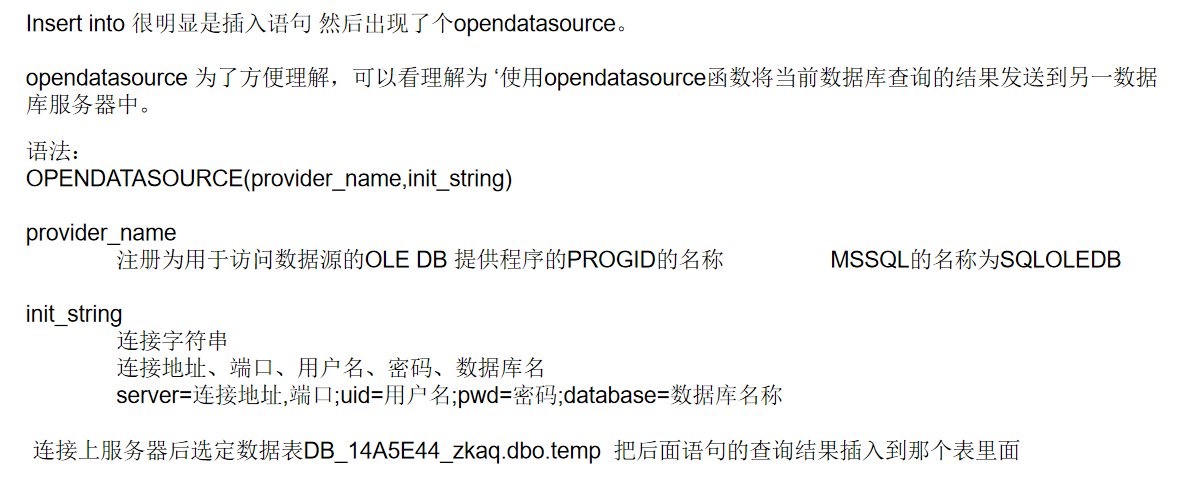 Insert into 很明显是插入语句 然后出现了个opendatasource。
opendatasource 为了方便理解，可以看理解为 ‘使用opendatasource函数将当前数据库查询的结果发送到另一数据
库服务器中。
语法：
OPENDATASOURCE(provider_name,init_string)
provider_name
注册为用于访问数据源的OLE DB 提供程序的PROGID的名称 MSSQL的名称为SQLOLEDB
init_string
连接字符串
连接地址、端口、用户名、密码、数据库名
server=连接地址,端口;uid=用户名;pwd=密码;database=数据库名称
连接上服务器后选定数据表DB_14A5E44_zkaq.dbo.temp 把后面语句的查询结果插入到那个表里面